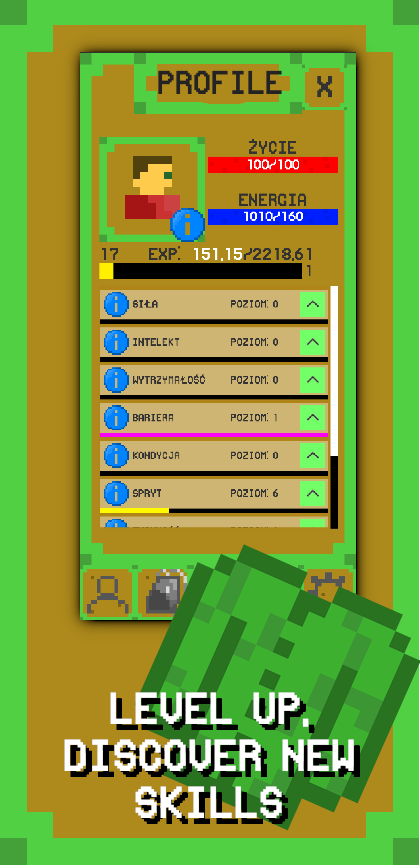 PROFILE
X
ŻYCIE
100/100
ENERGIA
1010/160
17 EXP: 151.15/2218.61
1
SIŁA POZIOM: 0
INTELEKT POZIOM: 0
WYTRZYMAŁOŚĆ POZIOM: 0
BARIERA POZIOM: 1
KONDYCJA POZIOM: 0
SPRYT POZIOM: 6
LEVEL UP,
DISCOVER NEW
SKILLS